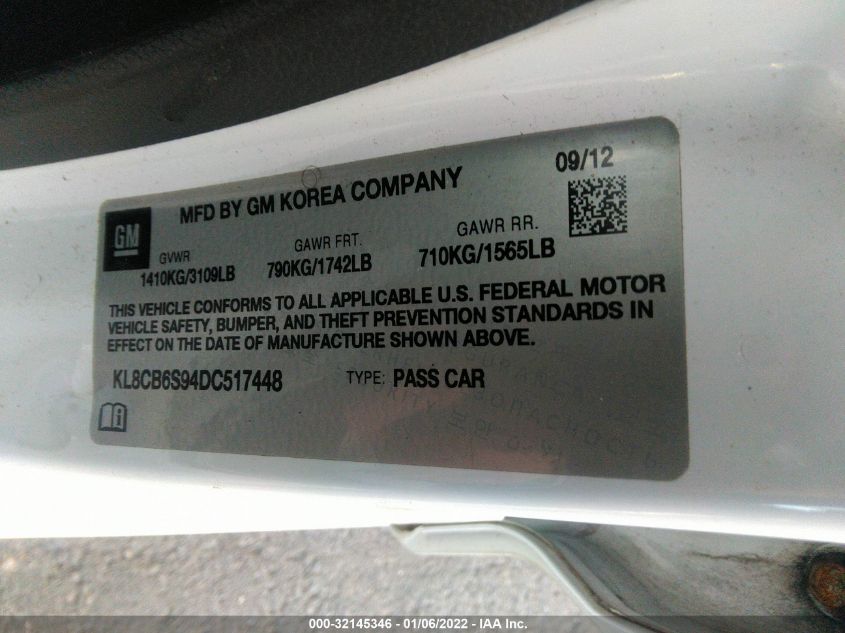 09/12
MFD BY GM KOREA COMPANY
GM
GVWR GAWR FRT. GAWR RR.
1410KG/3109LB 790KG/1742LB 710KG/1565LB
THIS VEHICLE CONFORMS TO ALL APPLICABLE U.S. FEDERAL MOTOR
VEHICLE SAFETY, BUMPER, AND THEFT PREVENTION STANDARDS IN
EFFECT ON THE DATE OF MANUFACTURE SHOWN ABOVE.
KL8CB6S94DC517448 TYPE: PASS CAR
000-32145346 - 01/06/2022 - IAA Inc.